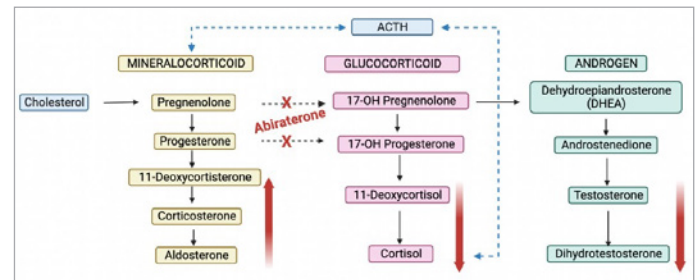 ACTH
MINERALOCORTICOID
GLUCOCORTICOID
ANDROGEN
Cholesterol
Pregnenolone
X
17-OH Pregnenolone
Dehydroepiandrosterone
(DHEA)
Abiraterone
Progesterone
X
17-OH Progesterone
Androstenedione
11-Deoxycortisterone
11-Deoxycortisol
Testosterone
Corticosterone
Aldosterone
Cortisol
Dihydrotestosterone